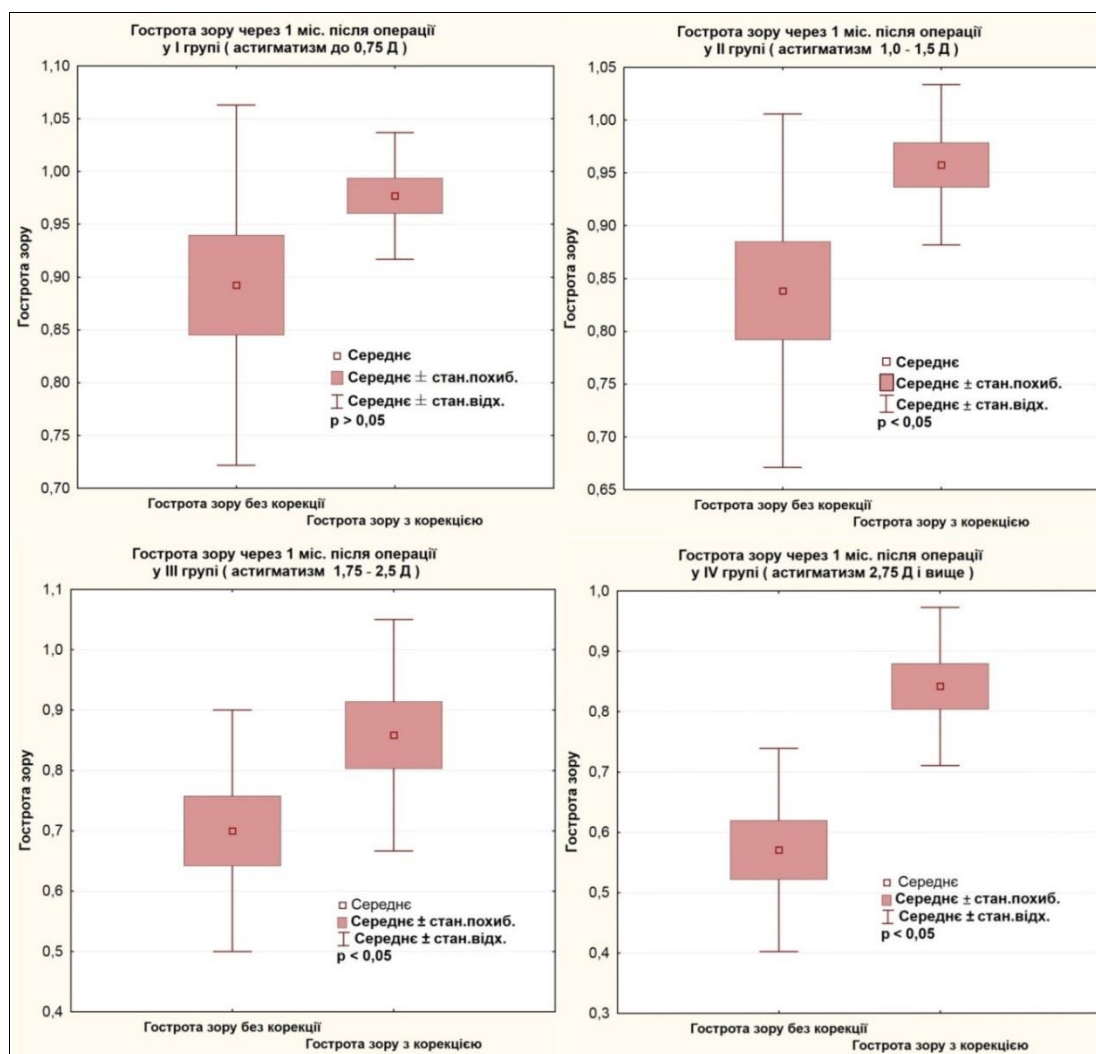 Гострота зору через 1 міс. після операції
у I групі ( астигматизм до 0,75 Д )
1,10
1,05
1,00
0,95
0,90
0,85
0,80
0,75
0,70
Гострота зору
Середнє
Середнє ± стан.похиб.
Середнє ± стан.відх.
p > 0,05
Гострота зору без корекції
Гострота зору з корекцією
Гострота зору через 1 міс. після операції
у II групі ( астигматизм 1,0 - 1,5 Д )
1,05
1,00
0,95
0,90
0,85
0,80
0,75
0,70
0,65
Гострота зору
Середнє
Середнє ± стан.похиб.
Середнє ± стан.відх.
p < 0,05
Гострота зору без корекції
Гострота зору з корекцією
Гострота зору через 1 міс. після операції
у III групі ( астигматизм 1,75 - 2,5 Д )
1,1
1,0
0,9
0,8
0,7
0,6
0,5
0,4
Гострота зору
Середнє
Середнє ± стан.похиб.
Середнє ± стан.відх.
p < 0,05
Гострота зору без корекції
Гострота зору з корекцією
Гострота зору через 1 міс. після операції
у IV групі ( астигматизм 2,75 Д і вище )
1,0
0,9
0,8
0,7
0,6
0,5
0,4
0,3
Гострота зору
Середнє
Середнє ± стан.похиб.
Середнє ± стан.відх.
p < 0,05
Гострота зору без корекції
Гострота зору з корекцією